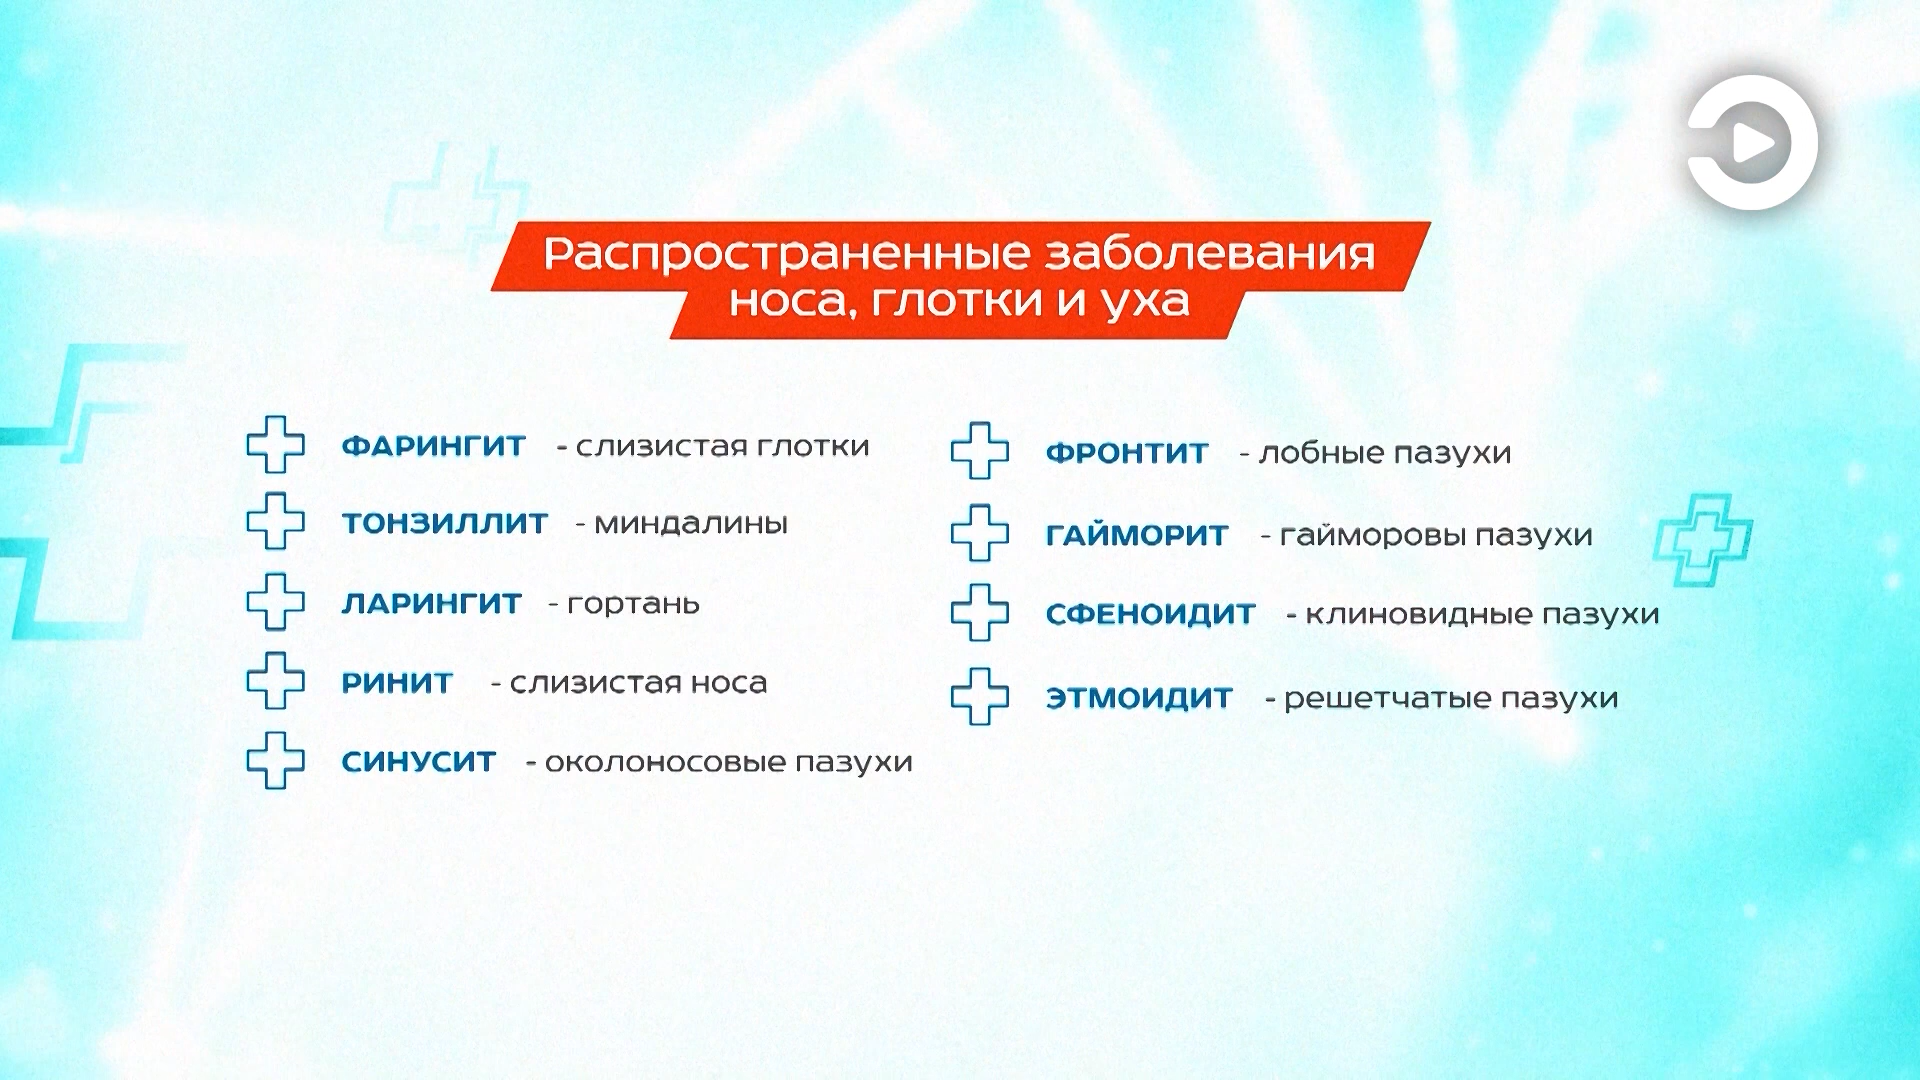 Распространенные заболевания
носа, глотки и уха
ФАРИНГИТ - слизистая глотки
ТОНЗИЛЛИТ - миндалины
ЛАРИНГИТ - гортань
РИНИТ - слизистая носа
СИНУСИТ - околоносовые пазухи
ФРОНТИТ - лобные пазухи
ГАЙМОРИТ - гайморовы пазухи
СФЕНОИДИТ - клиновидные пазухи
ЭТМОИДИТ - решетчатые пазухи